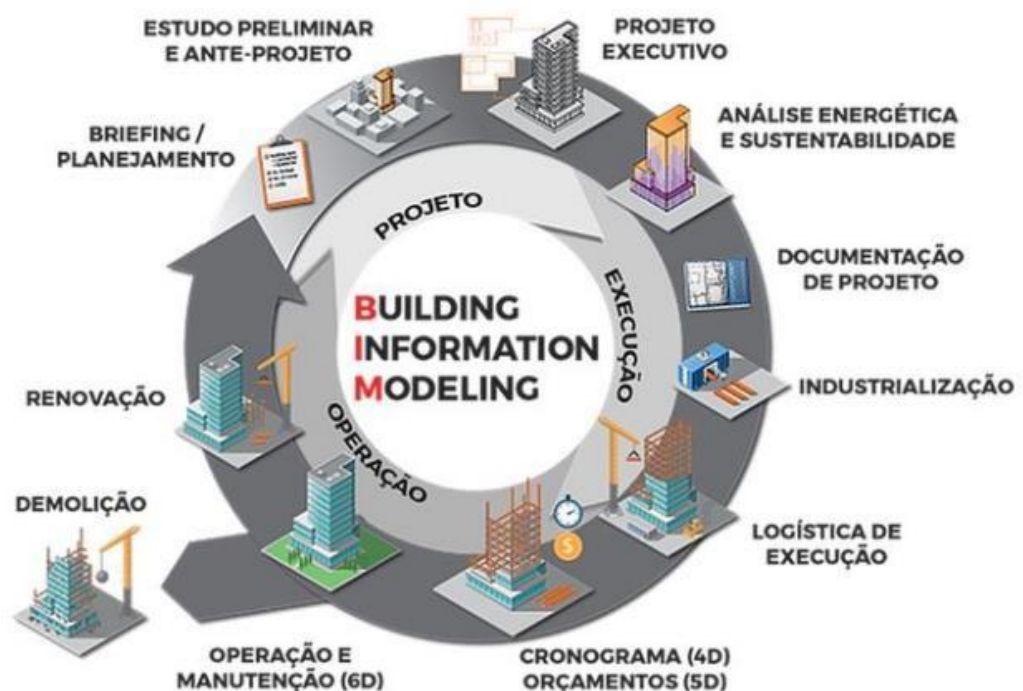 ESTUDO PRELIMINAR
E ANTE-PROJETO
PROJETO
EXECUTIVO
BRIEFING /
PLANEJAMENTO
ANÁLISE ENERGÉTICA
E SUSTENTABILIDADE
PROJETO
DOCUMENTAÇÃO
DE PROJETO
EXECUÇÃO
BUILDING
INFORMATION
MODELING
INDUSTRIALIZAÇÃO
RENOVAÇÃO
OPERAÇÃO
DEMOLIÇÃO
$
LOGÍSTICA DE
EXECUÇÃO
OPERAÇÃO E
MANUTENÇÃO (6D)
CRONOGRAMA (4D)
ORÇAMENTOS (5D)